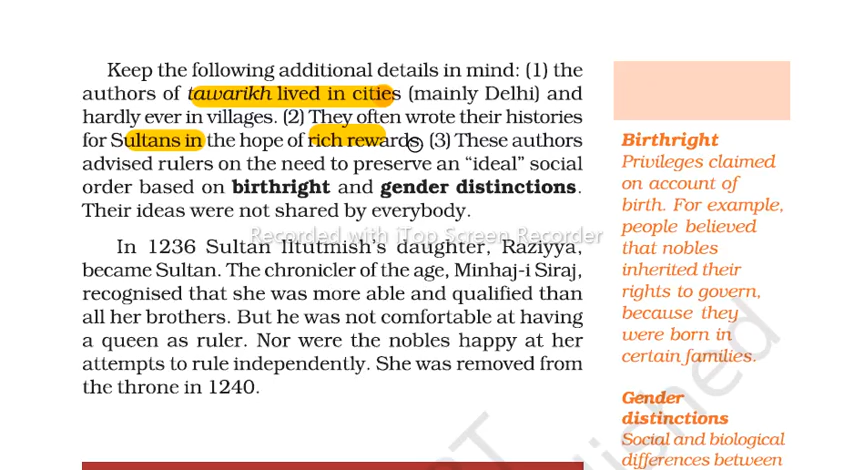 Keep the following additional details in mind: (1) the
authors of tawarikh lived in cities (mainly Delhi) and
hardly ever in villages. (2) They often wrote their histories
for Sultans in the hope of rich rewards. (3) These authors
advised rulers on the need to preserve an “ideal” social
order based on birthright and gender distinctions.
Their ideas were not shared by everybody.
In 1236 Sultan Iltutmish’s daughter, Raziyya,
became Sultan. The chronicler of the age, Minhaj-i Siraj,
recognised that she was more able and qualified than
all her brothers. But he was not comfortable at having
a queen as ruler. Nor were the nobles happy at her
attempts to rule independently. She was removed from
the throne in 1240.
Birthright
Privileges claimed
on account of
birth. For example,
people believed
that nobles
inherited their
rights to govern,
because they
were born in
certain families.
Gender
distinctions
Social and biological
differences between
Recorded with iTop Screen Recorder